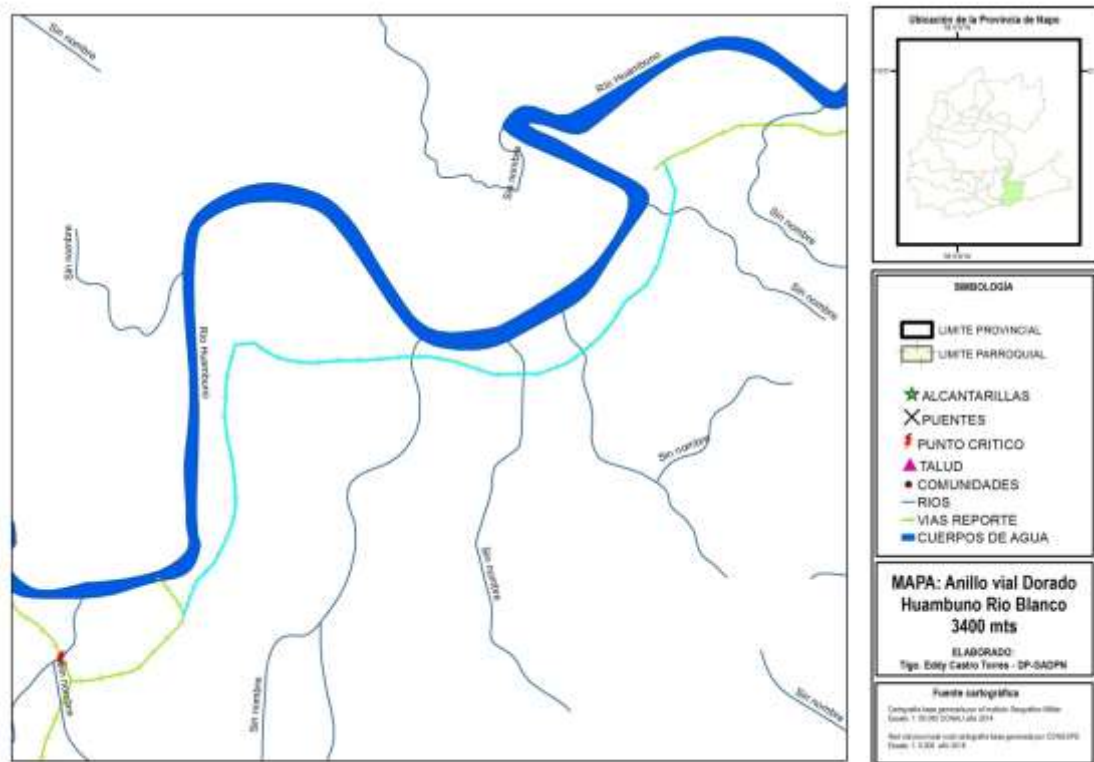 Sin nombre
Río Huambuno
Sin nombre
Sin nombre
Sin nombre
Sin nombre
Río Huambuno
Sin nombre
Sin nombre
Sin nombre
Sin nombre
Sin nombre
Sin nombre
Ubicación de la Provincia de Napo
SIMBOLOGÍA
LIMITE PROVINCIAL
LIMITE PARROQUIAL
ALCANTARILLAS
PUENTES
PUNTO CRITICO
TALUD
COMUNIDADES
RIOS
VIAS REPORTE
CUERPOS DE AGUA
MAPA: Anillo vial Dorado
Huambuno Rio Blanco
3400 mts
ELABORADO:
Tlgo. Eddy Castro Torres - DP-GADPN
Fuente cartográfica